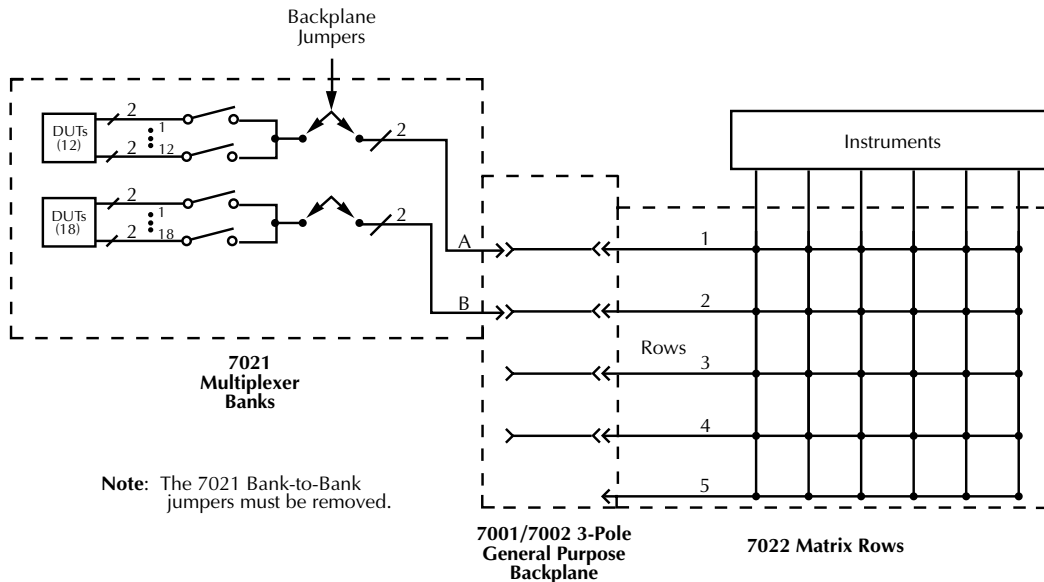 Backplane
Jumpers
DUTs
(12)
2
1
2
12
2
DUTs
(18)
2
1
2
18
2
A
B
Instruments
1
2
Rows
3
4
5
7021
Multiplexer
Banks
Note: The 7021 Bank-to-Bank
jumpers must be removed.
7001/7002 3-Pole
General Purpose
Backplane
7022 Matrix Rows